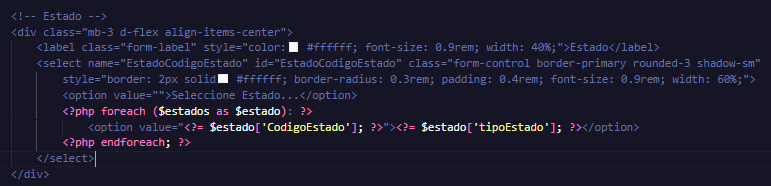 <!-- Estado -->
<div class="mb-3 d-flex align-items-center">
<label class="form-label" style="color: #ffffff; font-size: 0.9rem; width: 40%;">Estado</label>
<select name="EstadoCodigoEstado" id="EstadoCodigoEstado" class="form-control border-primary rounded-3 shadow-sm"
style="border: 2px solid #ffffff; border-radius: 0.3rem; padding: 0.4rem; font-size: 0.9rem; width: 60%;">
<option value="">Seleccione Estado...</option>
<?php foreach ($estados as $estado): ?>
<option value="<?= $estado['CodigoEstado']; ?>"><?= $estado['tipoEstado']; ?></option>
<?php endforeach; ?>
</select>
</div>